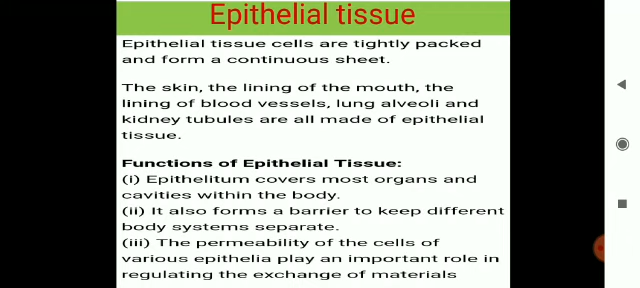 Epithelial tissue
Epithelial tissue cells are tightly packed
and form a continuous sheet.
The skin, the lining of the mouth, the
lining of blood vessels, lung alveoli and
kidney tubules are all made of epithelial
tissue.
Functions of Epithelial Tissue:
(i) Epithelitum covers most organs and
cavities within the body.
(ii) It also forms a barrier to keep different
body systems separate.
(iii) The permeability of the cells of
various epithelia play an important role in
regulating the exchange of materials